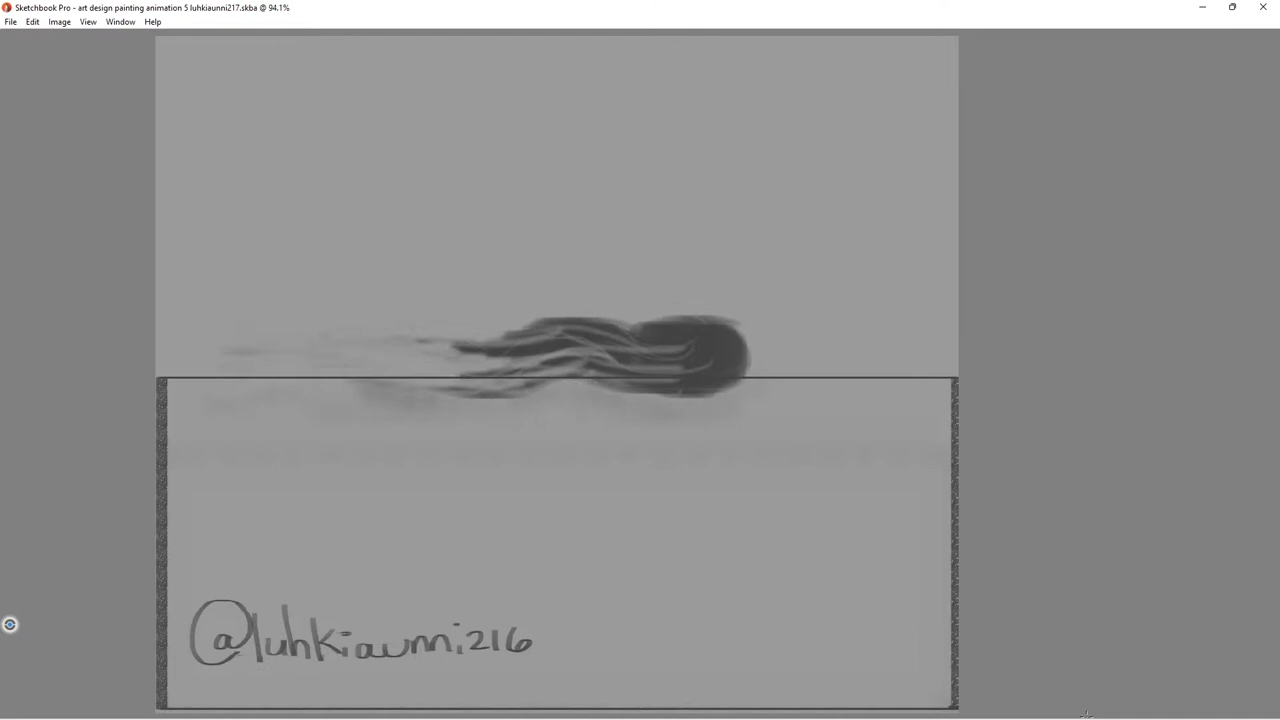 Sketchbook Pro - art design painting animation 5 luhkiaunni217.skba @ 94.1%
File Edit Image View Window Help
@luhkiaunni216